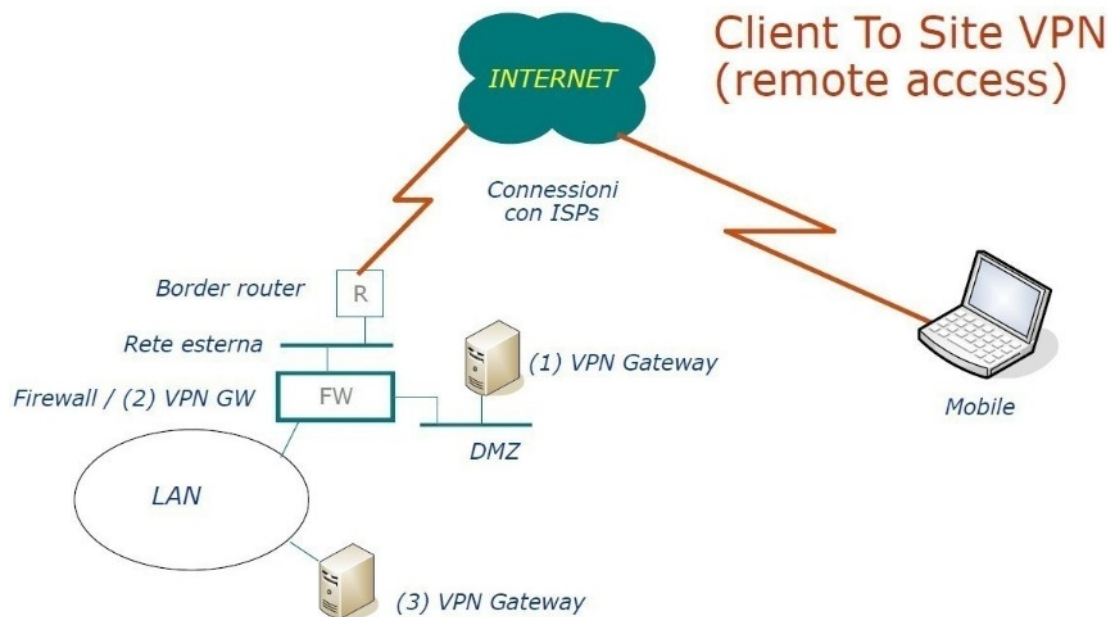 Client To Site VPN
(remote access)
INTERNET
Connessioni
con ISPs
Border router
R
Rete esterna
(1) VPN Gateway
Firewall / (2) VPN GW
FW
Mobile
DMZ
LAN
(3) VPN Gateway